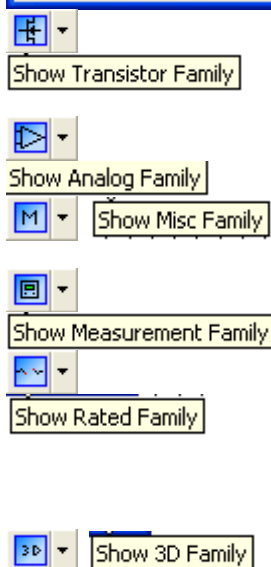 Show Transistor Family
Show Analog Family
M Show Misc Family
Show Measurement Family
Show Rated Family
3D Show 3D Family